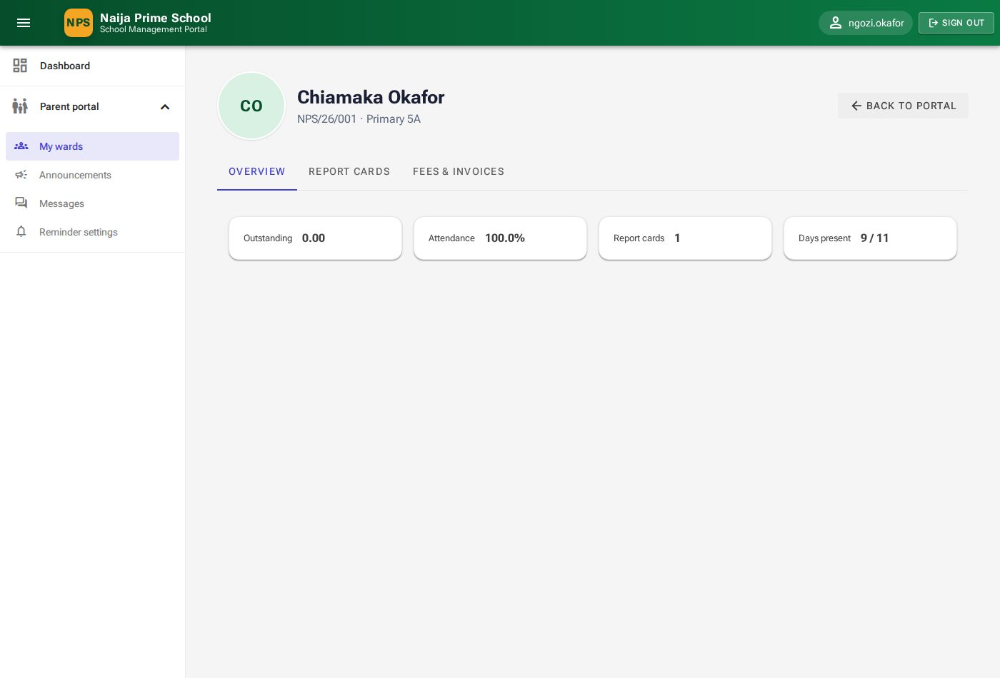 NPS
Naija Prime School
School Management Portal
ngozi.okafor
SIGN OUT
Dashboard
Parent portal
My wards
Announcements
Messages
Reminder settings
CO
Chiamaka Okafor
NPS/26/001 · Primary 5A
BACK TO PORTAL
OVERVIEW
REPORT CARDS
FEES & INVOICES
Outstanding 0.00
Attendance 100.0%
Report cards 1
Days present 9 / 11